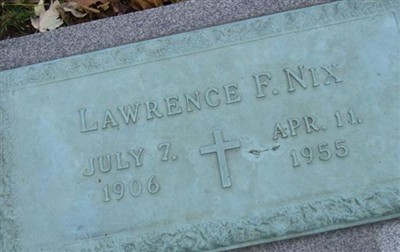 LAWRENCE F. NIX
JULY 7. APR. 11.
1906 1955